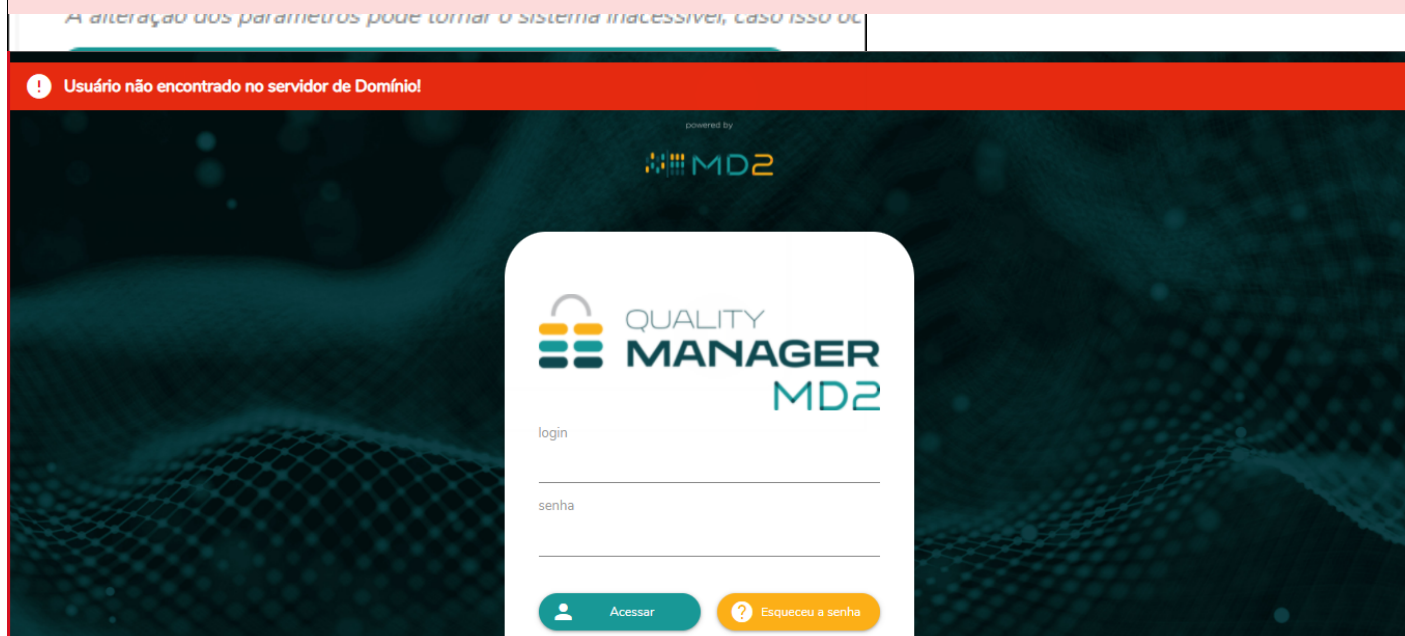 A alteração dos parâmetros pode tornar o sistema inacessível, caso isso oc
Usuário não encontrado no servidor de Domínio!
powered by
MD2
QUALITY
MANAGER
MD2
login
senha
Acessar
Esqueceu a senha